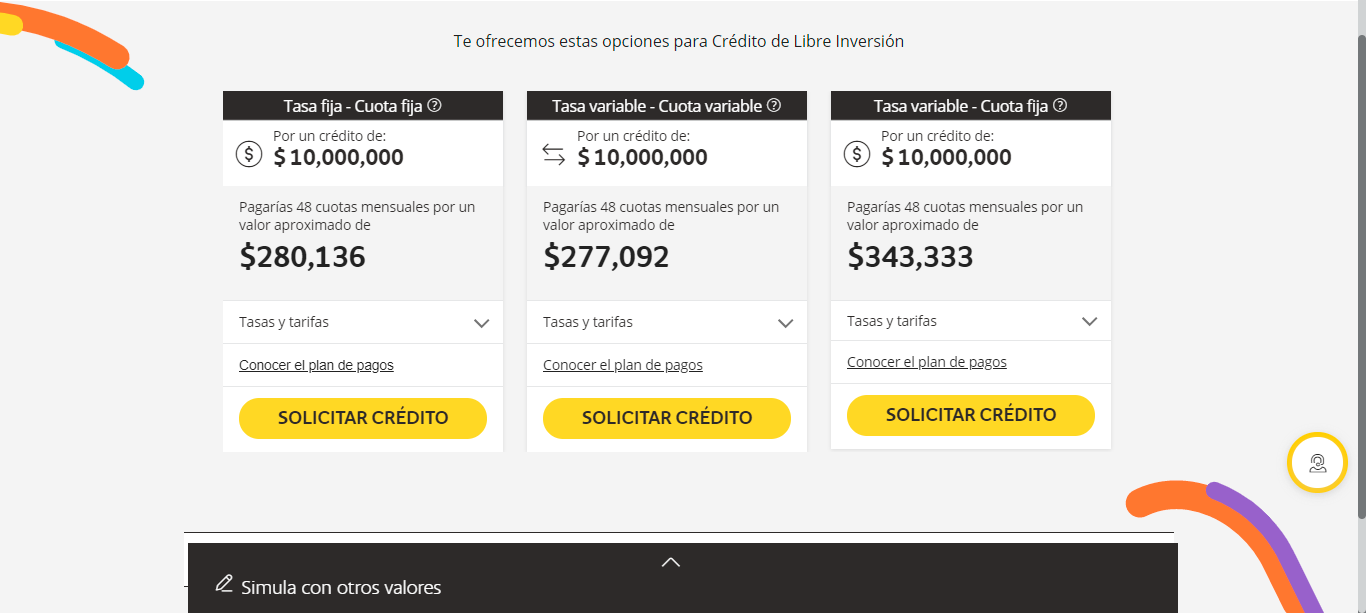 Te ofrecemos estas opciones para Crédito de Libre Inversión
Tasa fija - Cuota fija ?
Por un crédito de:
$ 10,000,000
Pagarías 48 cuotas mensuales por un
valor aproximado de
$280,136
Tasas y tarifas
Conocer el plan de pagos
SOLICITAR CRÉDITO
Tasa variable - Cuota variable ?
Por un crédito de:
$ 10,000,000
Pagarías 48 cuotas mensuales por un
valor aproximado de
$277,092
Tasas y tarifas
Conocer el plan de pagos
SOLICITAR CRÉDITO
Tasa variable - Cuota fija ?
Por un crédito de:
$ 10,000,000
Pagarías 48 cuotas mensuales por un
valor aproximado de
$343,333
Tasas y tarifas
Conocer el plan de pagos
SOLICITAR CRÉDITO
Simula con otros valores